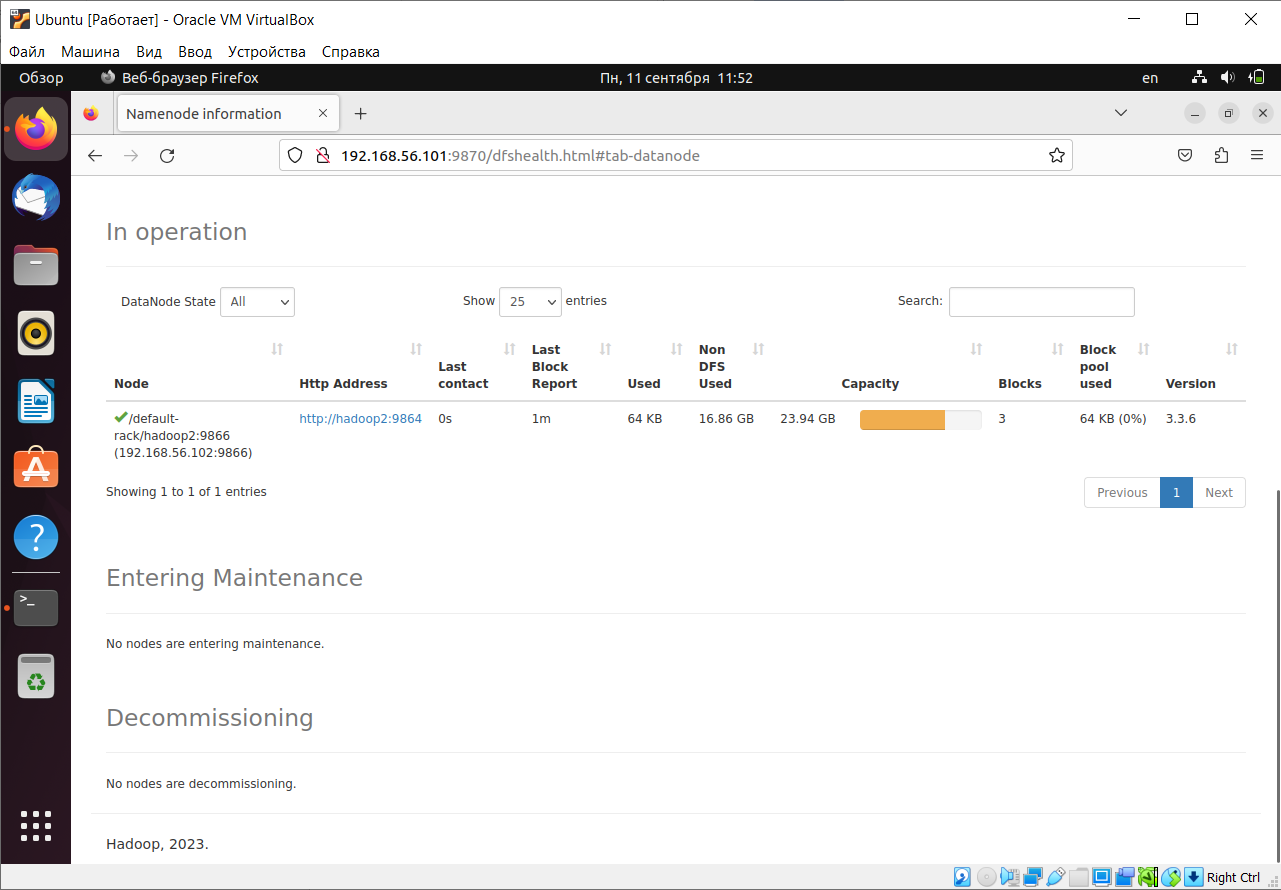 Ubuntu [Работает] - Oracle VM VirtualBox
Файл Машина Вид Ввод Устройства Справка
Обзор Веб-браузер Firefox Пн, 11 сентября 11:52 en
Namenode information
192.168.56.101:9870/dfshealth.html#tab-datanode
In operation
DataNode State All Show 25 entries Search:
Node Http Address Last contact Last Block Report Used Non DFS Used Capacity Blocks Block pool used Version
/default-rack/hadoop2:9866 (192.168.56.102:9866) http://hadoop2:9864 0s 1m 64 KB 16.86 GB 23.94 GB 3 64 KB (0%) 3.3.6
Showing 1 to 1 of 1 entries Previous 1 Next
Entering Maintenance
No nodes are entering maintenance.
Decommissioning
No nodes are decommissioning.
Hadoop, 2023.
Right Ctrl